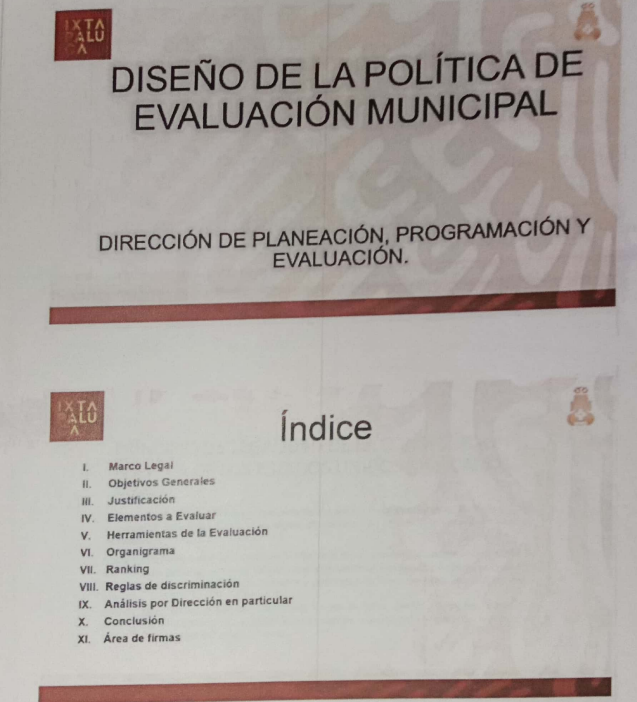 IXTA
PALU
CA
DISEÑO DE LA POLÍTICA DE
EVALUACIÓN MUNICIPAL
DIRECCIÓN DE PLANEACIÓN, PROGRAMACIÓN Y
EVALUACIÓN.
IXTA
PALU
CA
Índice
I. Marco Legal
II. Objetivos Generales
III. Justificación
IV. Elementos a Evaluar
V. Herramientas de la Evaluación
VI. Organigrama
VII. Ranking
VIII. Reglas de discriminación
IX. Análisis por Dirección en particular
X. Conclusión
XI. Área de firmas